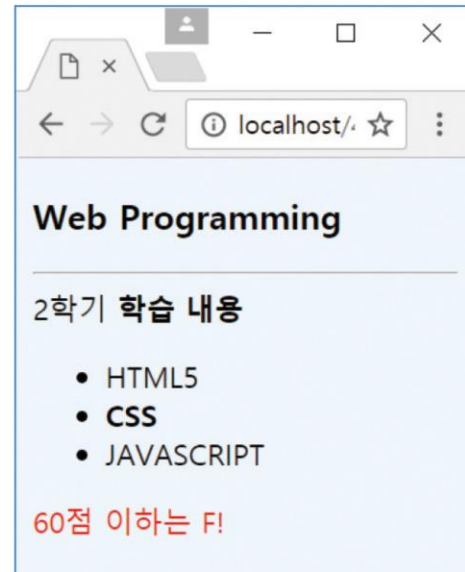 localhost/
Web Programming
2학기 학습 내용
HTML5
CSS
JAVASCRIPT
60점 이하는 F!